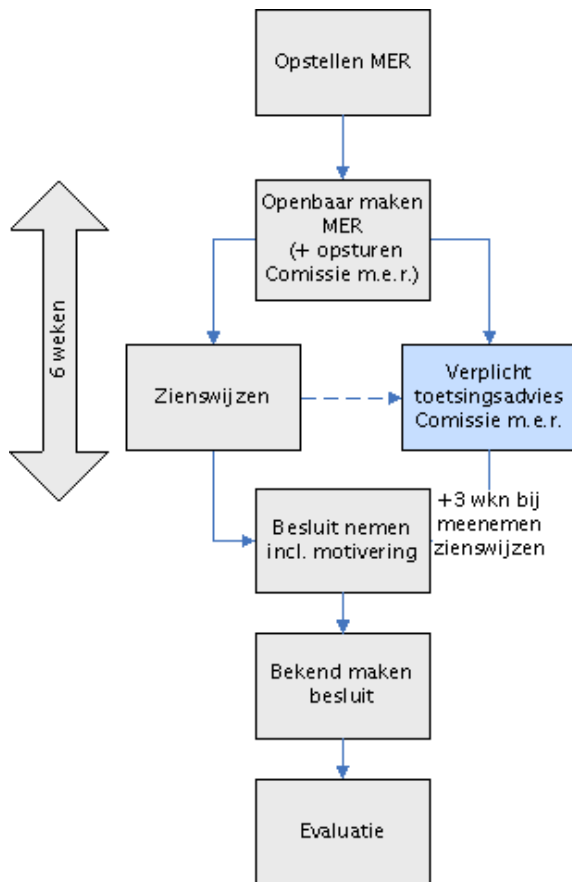 Opstellen MER
Openbaar maken
MER
(+ opsturen
Comissie m.e.r.)
6 weken
Zienswijzen
Verplicht
toetsingsadvies
Comissie m.e.r.
+3 wkn bij
meenemen
zienswijzen
Besluit nemen
incl. motivering
Bekend maken
besluit
Evaluatie